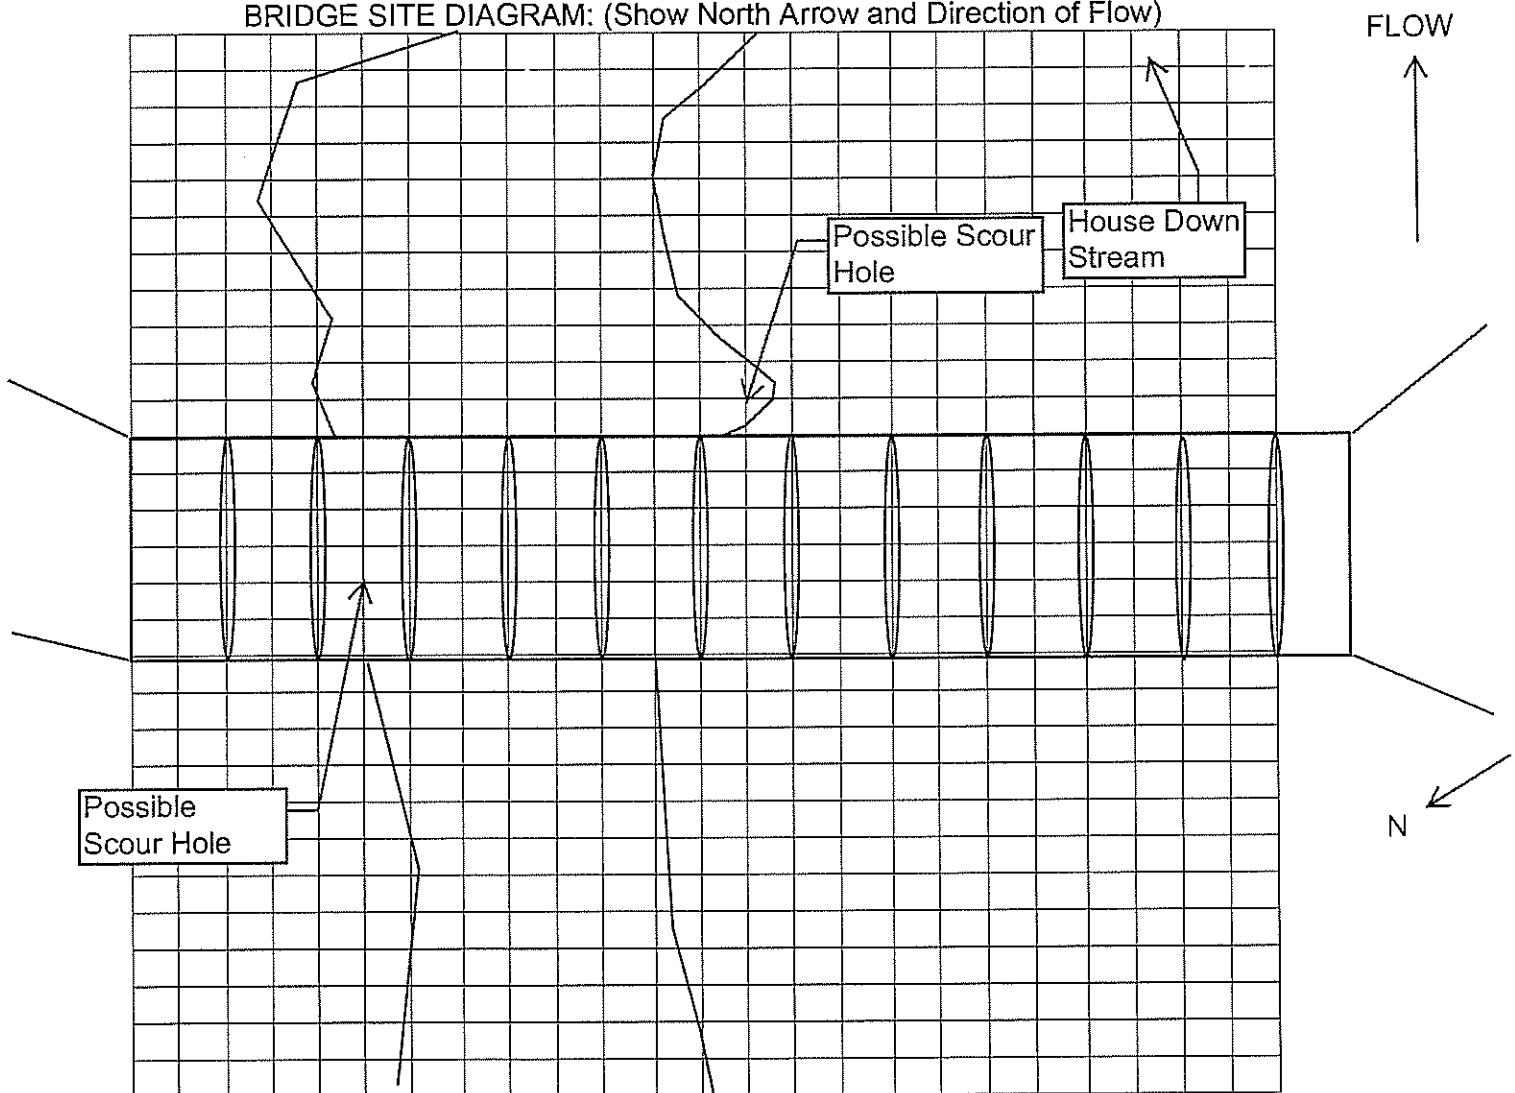 BRIDGE SITE DIAGRAM: (Show North Arrow and Direction of Flow)
FLOW
Possible Scour
Hole
House Down
Stream
Possible
Scour Hole
N